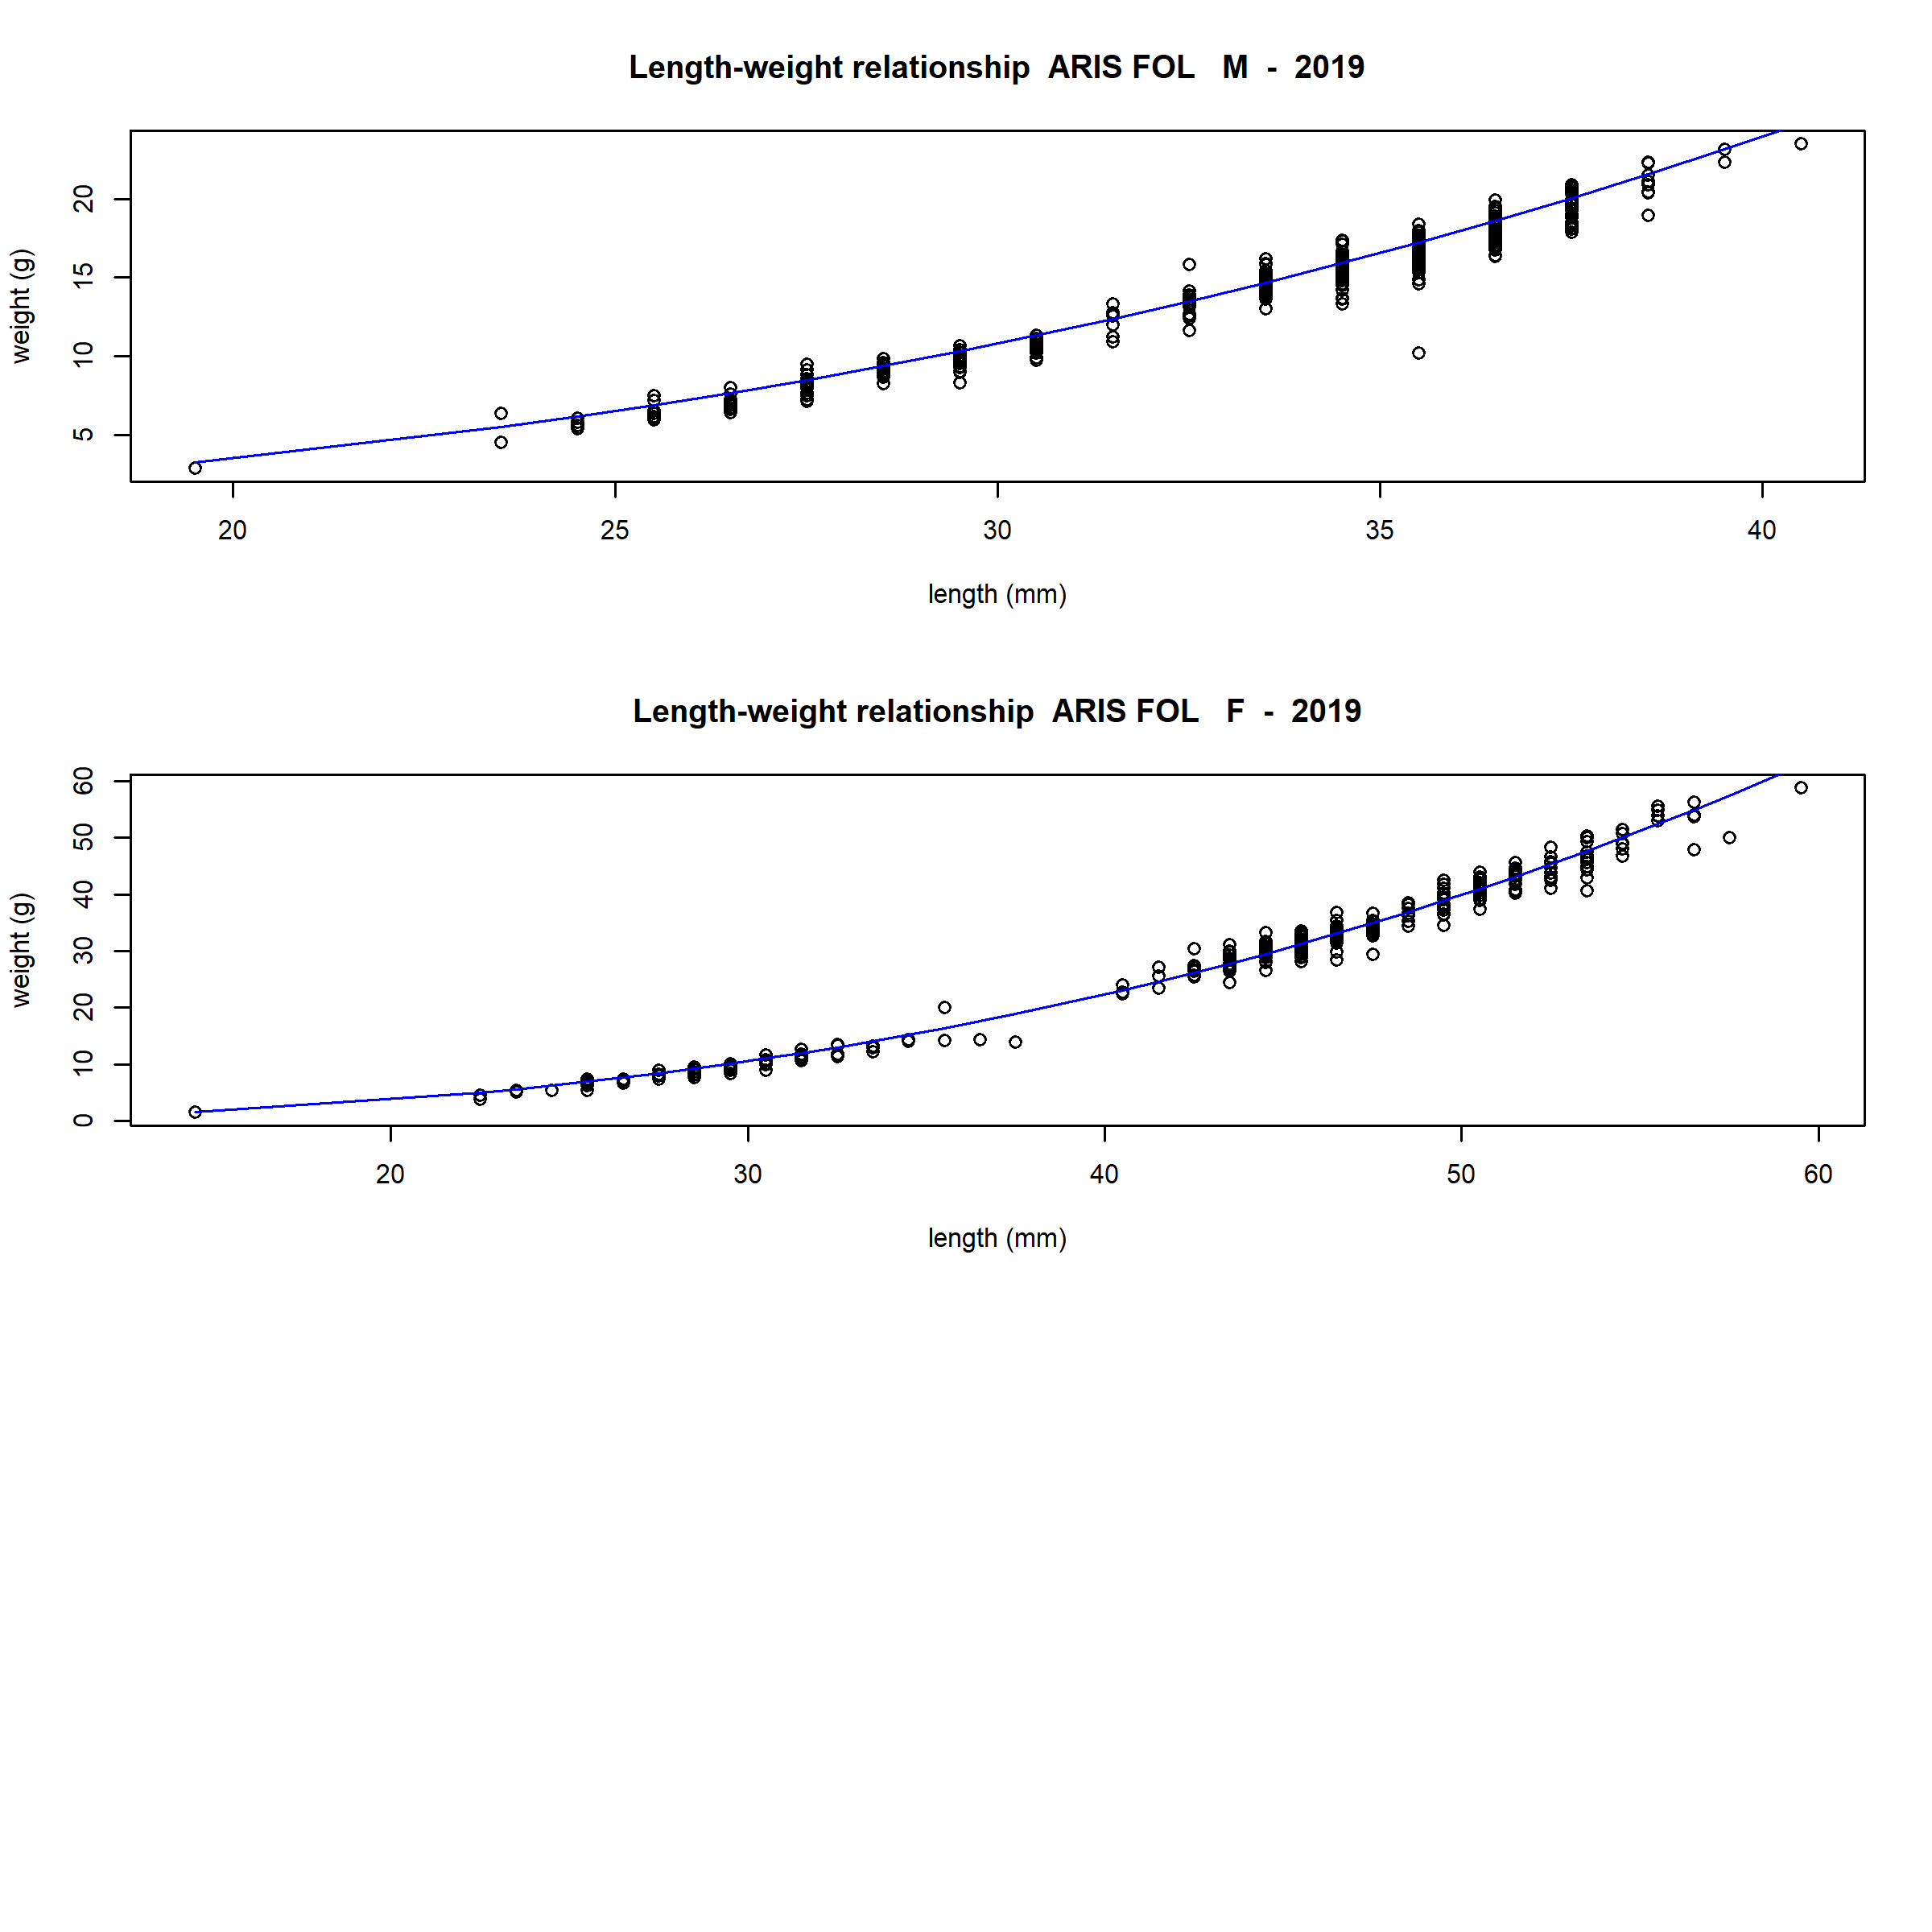 Length-weight relationship ARIS FOL M - 2019
weight (g)
20
15
10
5
20 25 30 35 40
length (mm)
Length-weight relationship ARIS FOL F - 2019
weight (g)
60
50
40
30
20
10
0
20 30 40 50 60
length (mm)